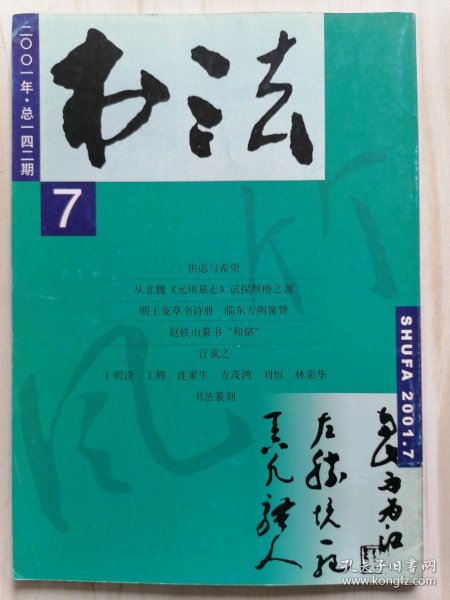 二〇〇一年·总一四二期
书法
7
焦虑与希望
从北魏《元顼墓志》试探颜楷之源
明王宠草书诗册 临东方朔像赞
赵铁山篆书“和铭”
江成之
于明诠 丁辉 连家生 方茂鸿 刘恒 林荣华
书法篆刻
SHUFA 2001.7
风竹
孔夫子旧书网